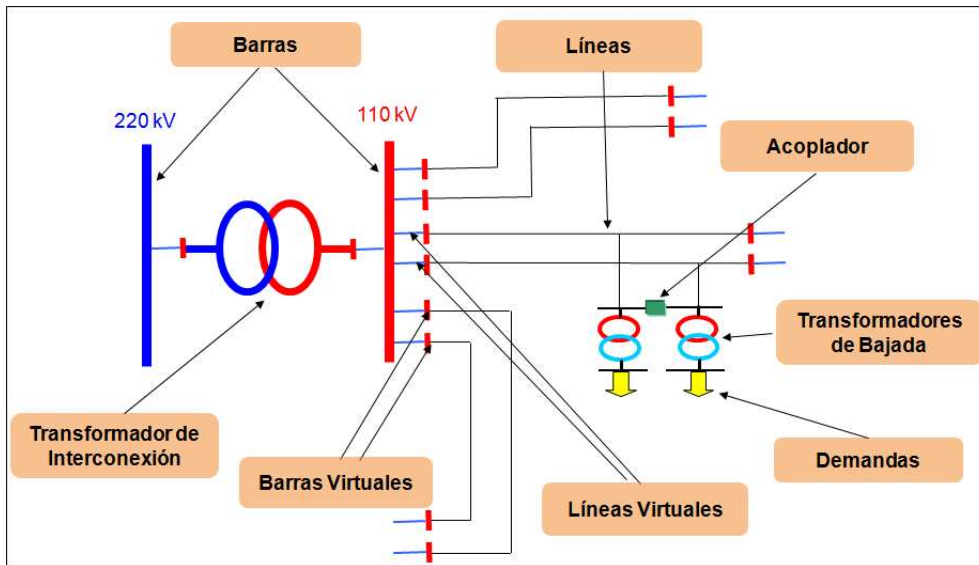 Barras
Líneas
220 kV
110 kV
Acoplador
Transformadores
de Bajada
Transformador de
Interconexión
Barras Virtuales
Líneas Virtuales
Demandas